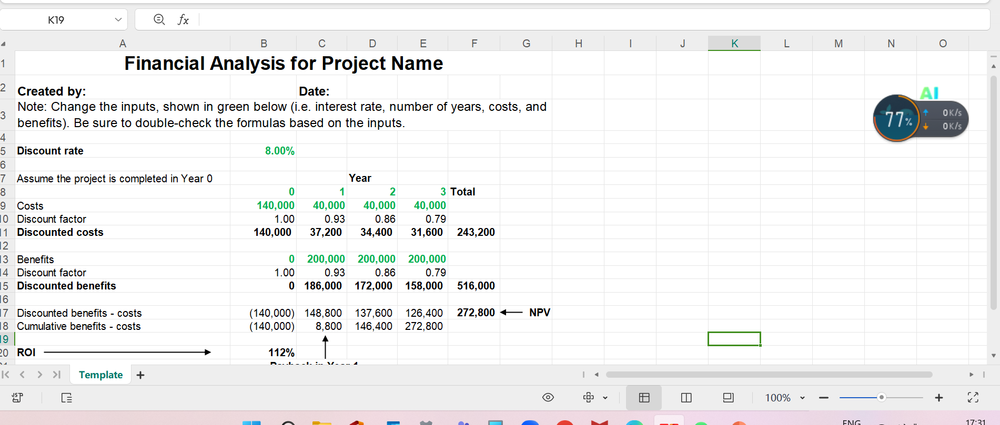 K19
fx
A B C D E F G H I J K L M N O
1 Financial Analysis for Project Name
2 Created by: Date:
3 Note: Change the inputs, shown in green below (i.e. interest rate, number of years, costs, and
benefits). Be sure to double-check the formulas based on the inputs.
AI
77% 0K/s
0K/s
4
5 Discount rate 8.00%
6
7 Assume the project is completed in Year 0 Year
8 0 1 2 3 Total
9 Costs 140,000 40,000 40,000 40,000
10 Discount factor 1.00 0.93 0.86 0.79
11 Discounted costs 140,000 37,200 34,400 31,600 243,200
12
13 Benefits 0 200,000 200,000 200,000
14 Discount factor 1.00 0.93 0.86 0.79
15 Discounted benefits 0 186,000 172,000 158,000 516,000
16
17 Discounted benefits - costs (140,000) 148,800 137,600 126,400 272,800 NPV
18 Cumulative benefits - costs (140,000) 8,800 146,400 272,800
19
20 ROI 112%
Payback in Year 1
Template
100%
ENG 17:31